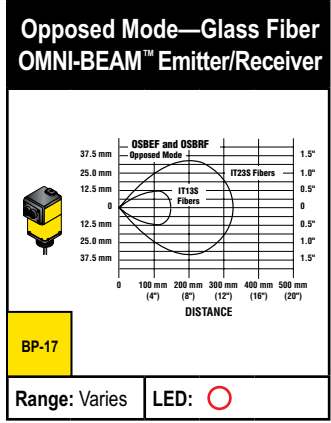 Opposed Mode—Glass Fiber
OMNI-BEAM™ Emitter/Receiver
OSBEF and OSBRF
Opposed Mode
37.5 mm
25.0 mm
12.5 mm
0
12.5 mm
25.0 mm
37.5 mm
IT23S Fibers
IT13S
Fibers
1.5"
1.0"
0.5"
0
0.5"
1.0"
1.5"
0 100 mm 200 mm 300 mm 400 mm 500 mm
(4") (8") (12") (16") (20")
DISTANCE
BP-17
Range: Varies LED: